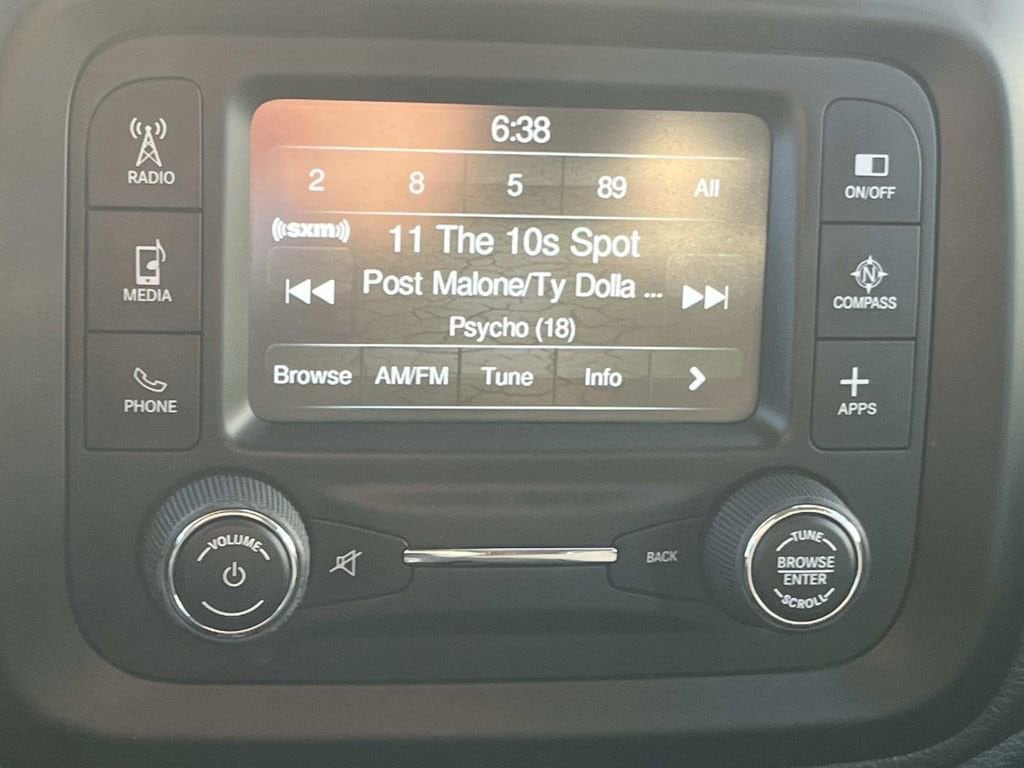 6:38
2 8 5 89 All
sxm
11 The 10s Spot
Post Malone/Ty Dolla ...
Psycho (18)
Browse AM/FM Tune Info
RADIO
MEDIA
PHONE
ON/OFF
N
COMPASS
APPS
VOLUME
BACK
TUNE
BROWSE
ENTER
SCROLL